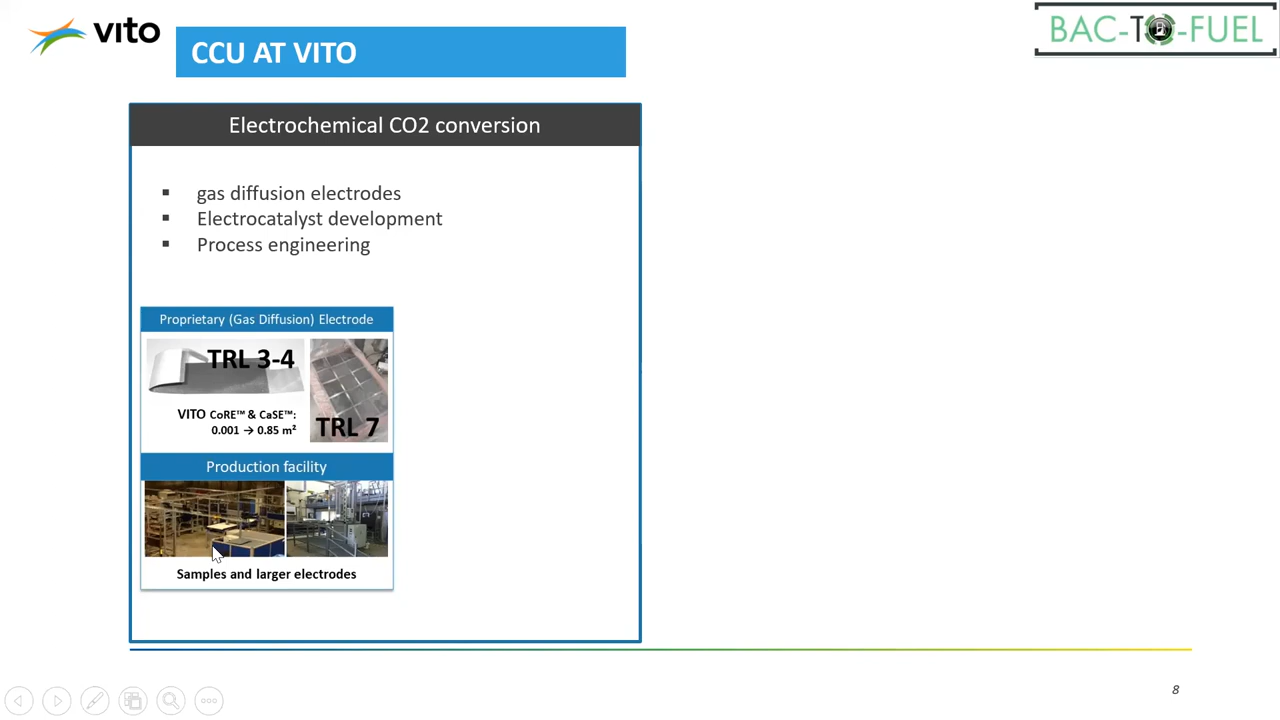 vito
CCU AT VITO
BAC-TO-FUEL
Electrochemical CO2 conversion
▪ gas diffusion electrodes
▪ Electrocatalyst development
▪ Process engineering
Proprietary (Gas Diffusion) Electrode
TRL 3-4
VITO CoRE™ & CaSE™:
0.001 → 0.85 m²
TRL 7
Production facility
Samples and larger electrodes
8